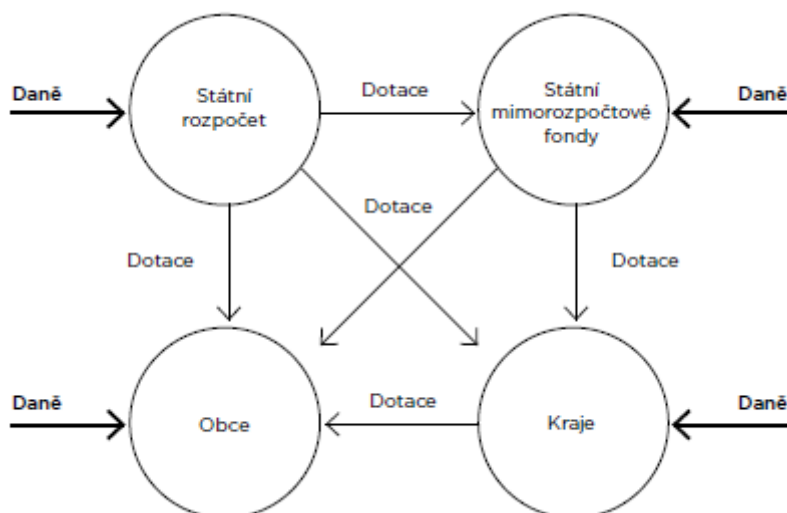 Daně
Státní
rozpočet
Dotace
Státní
mimorozpočtové
fondy
Daně
Dotace
Dotace
Dotace
Daně
Obce
Dotace
Kraje
Daně